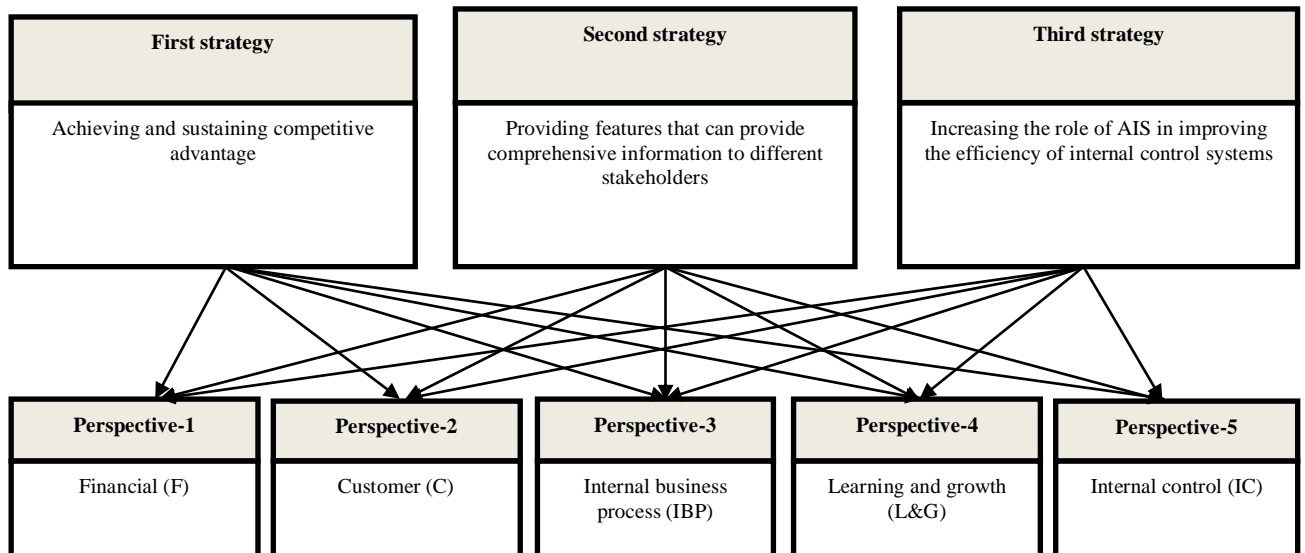 First strategy
Achieving and sustaining competitive
advantage
Second strategy
Providing features that can provide
comprehensive information to different
stakeholders
Third strategy
Increasing the role of AIS in improving
the efficiency of internal control systems
Perspective-1
Financial (F)
Perspective-2
Customer (C)
Perspective-3
Internal business
process (IBP)
Perspective-4
Learning and growth
(L&G)
Perspective-5
Internal control (IC)